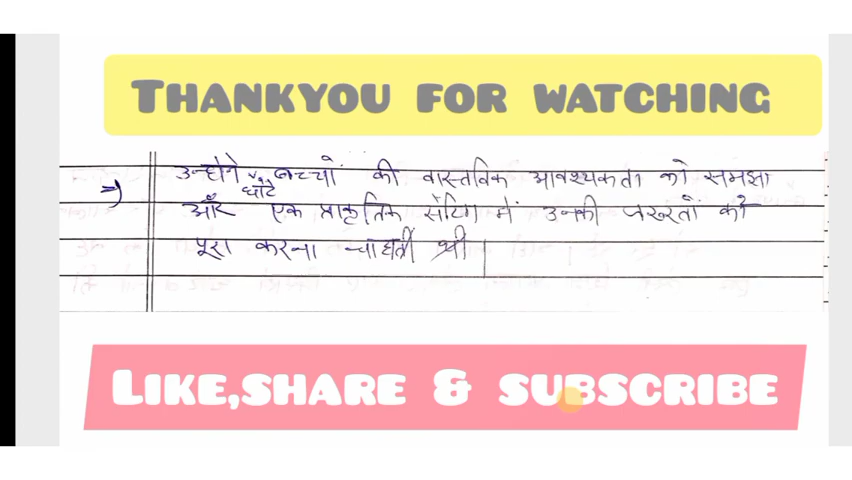 THANKYOU FOR WATCHING
=) उन्होने छोटे बच्चों की वास्तविक आवश्यकता को समझा
और एक प्राकृतिक सेटिंग में उनकी जरूरतों को
पूरा करना चाहती थी |
LIKE,SHARE & SUBSCRIBE